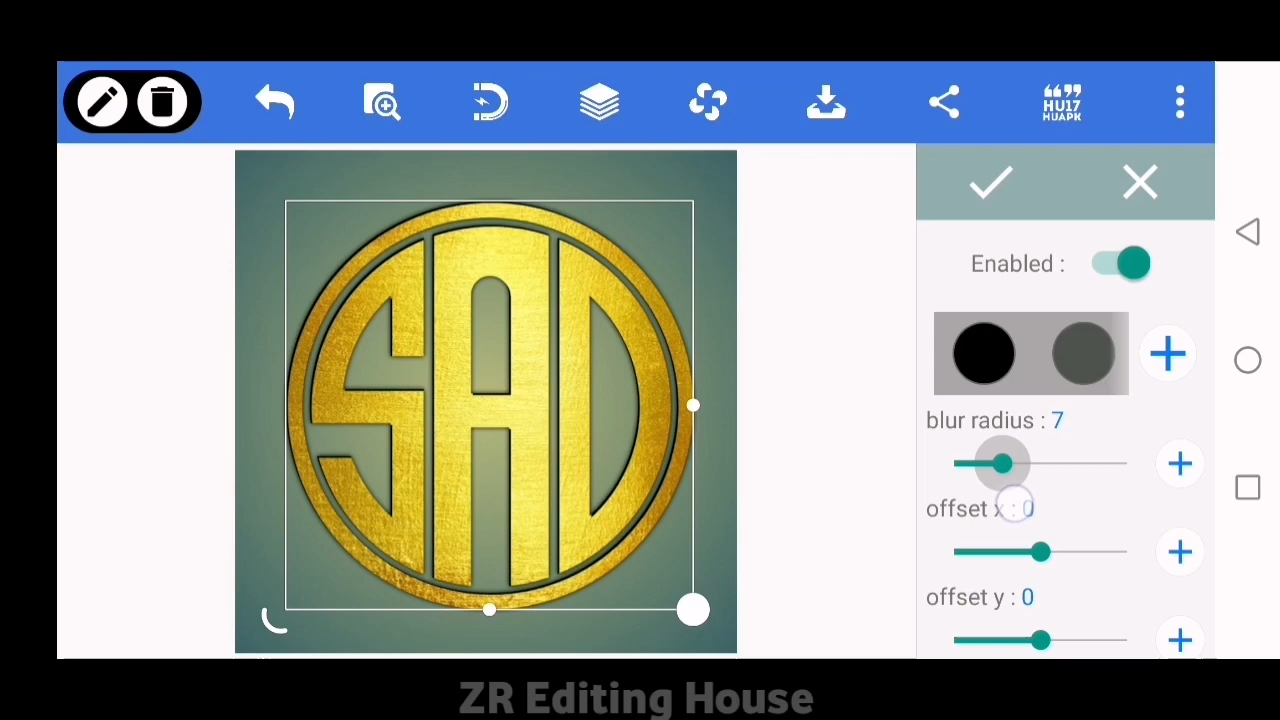 HU17
HUAPK
SAD
Enabled :
blur radius : 7
offset x : 0
offset y : 0
ZR Editing House